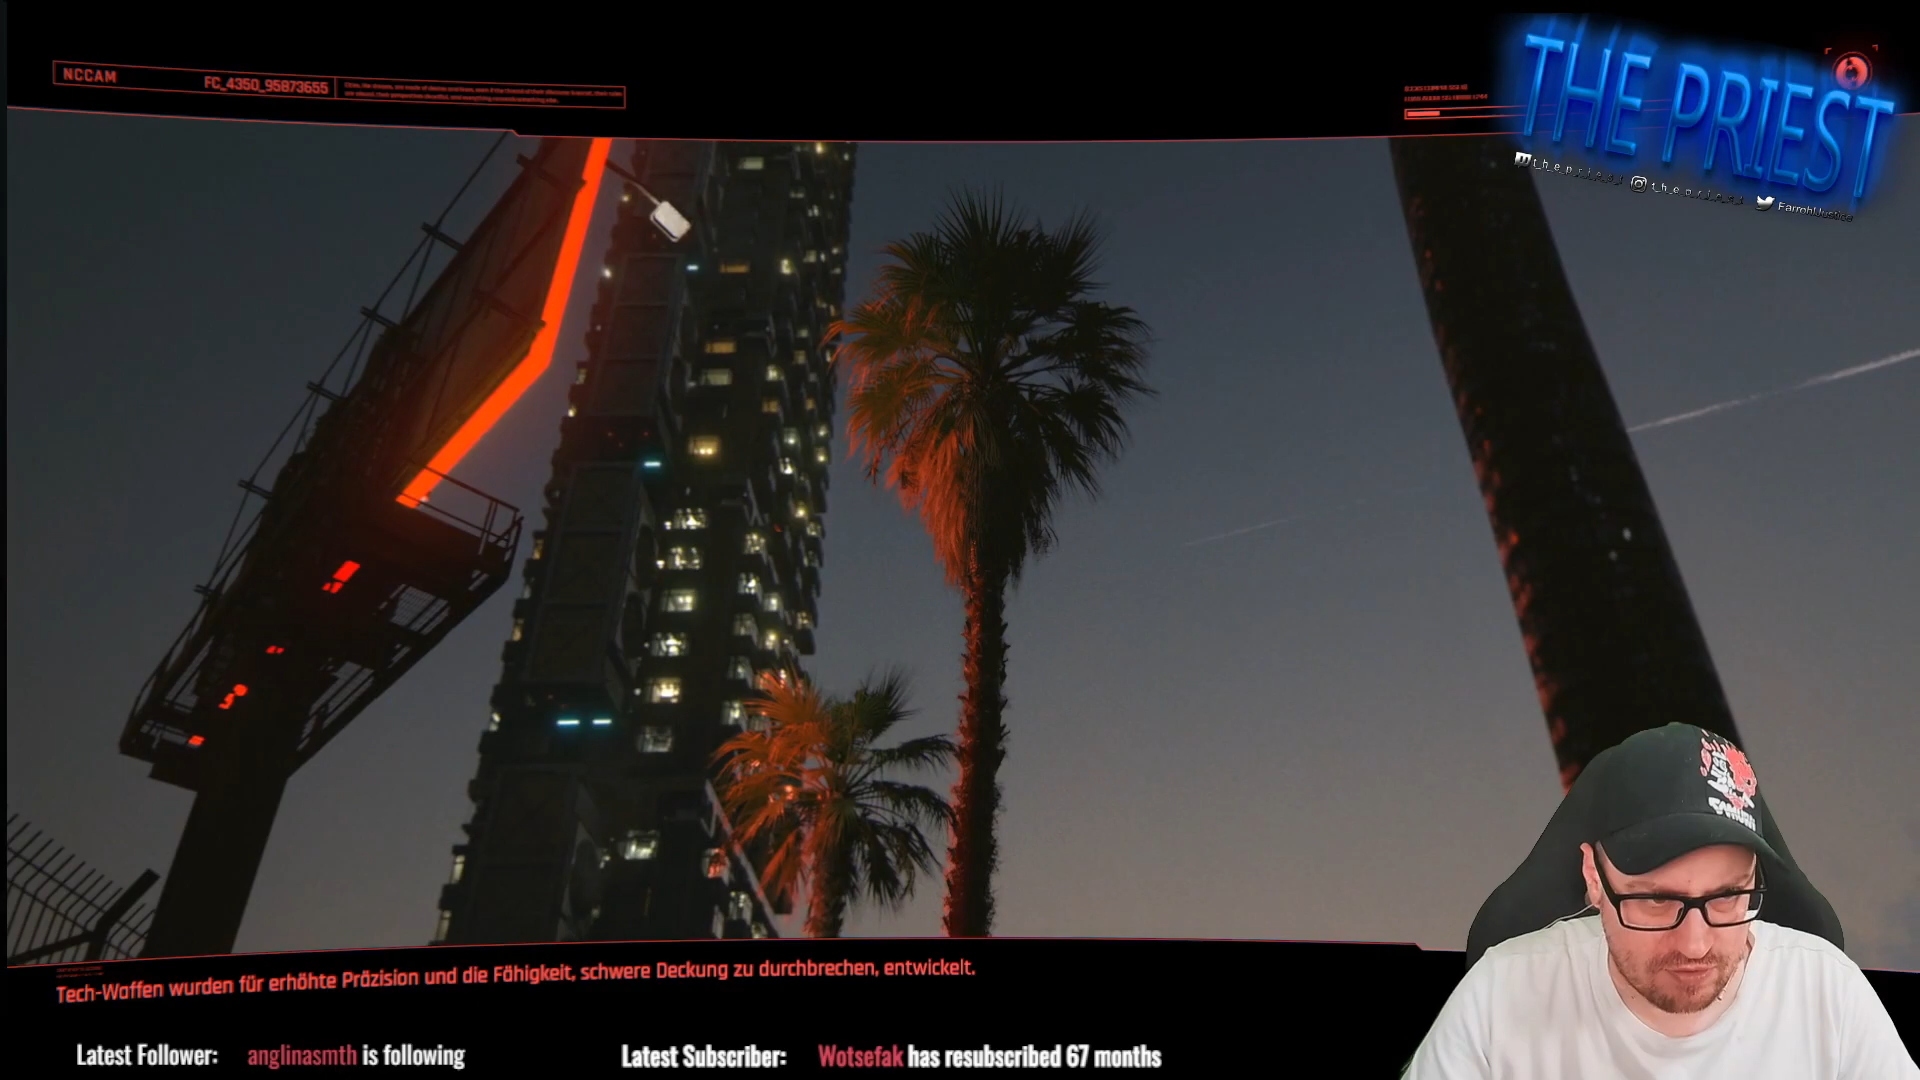 NCCAM
FC_4350_95873655
THE PRIEST
FarrohJustice
Tech-Waffen wurden für erhöhte Präzision und die Fähigkeit, schwere Deckung zu durchbrechen, entwickelt.
Latest Follower: anglinasmth is following
Latest Subscriber: Wotsefak has resubscribed 67 months